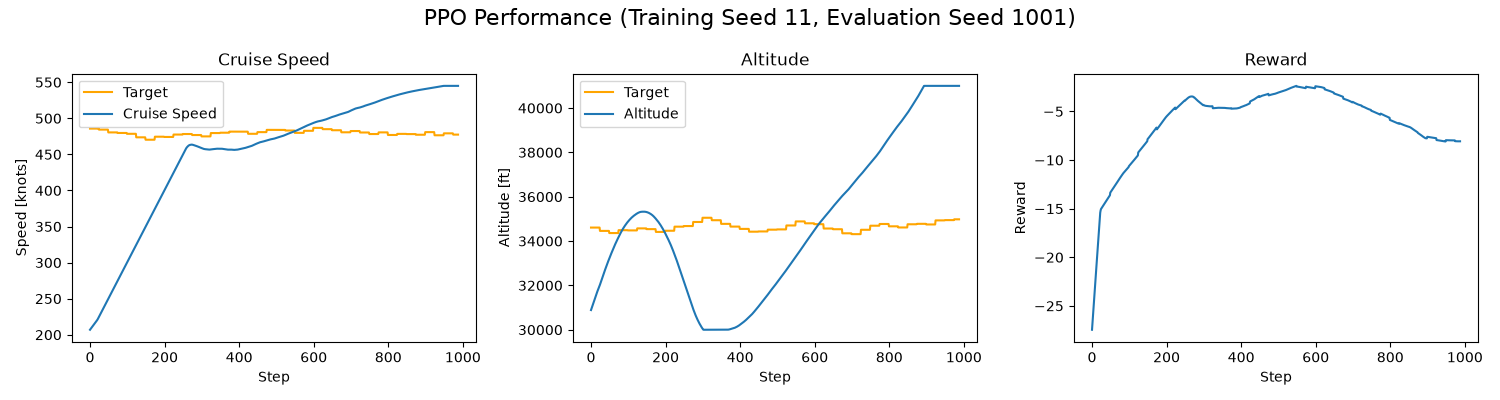 PPO Performance (Training Seed 11, Evaluation Seed 1001)
Cruise Speed
Target
Cruise Speed
Speed [knots]
550
500
450
400
350
300
250
200
0 200 400 600 800 1000
Step
Altitude
Target
Altitude
Altitude [ft]
40000
38000
36000
34000
32000
30000
0 200 400 600 800 1000
Step
Reward
Reward
−5
−10
−15
−20
−25
0 200 400 600 800 1000
Step